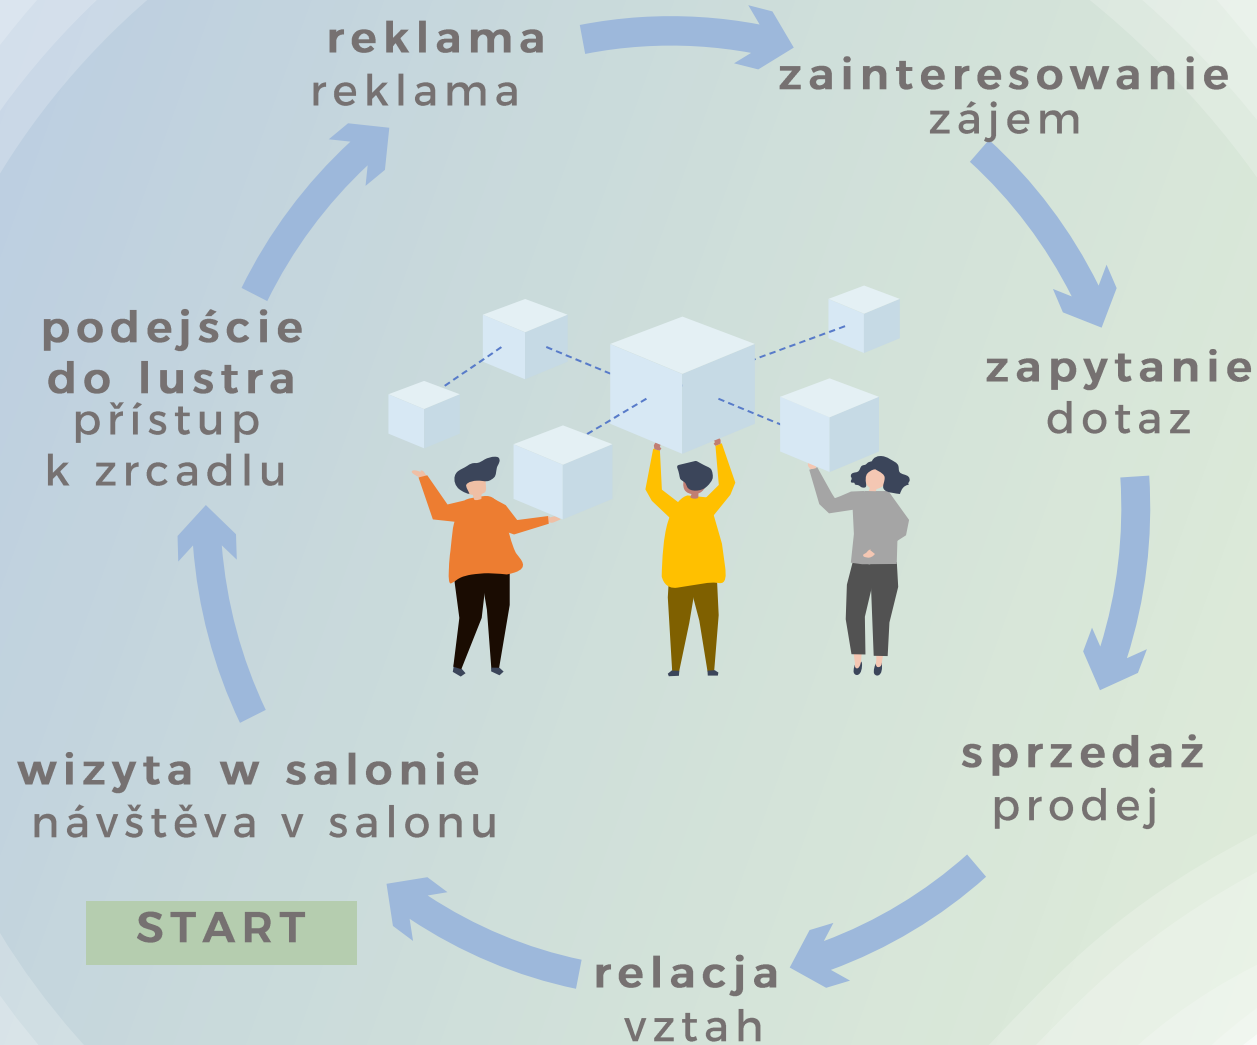 reklama
reklama
zainteresowanie
zájem
podejście
do lustra
přístup
k zrcadlu
zapytanie
dotaz
wizyta w salonie
návštěva v salonu
START
sprzedaż
prodej
relacja
vztah